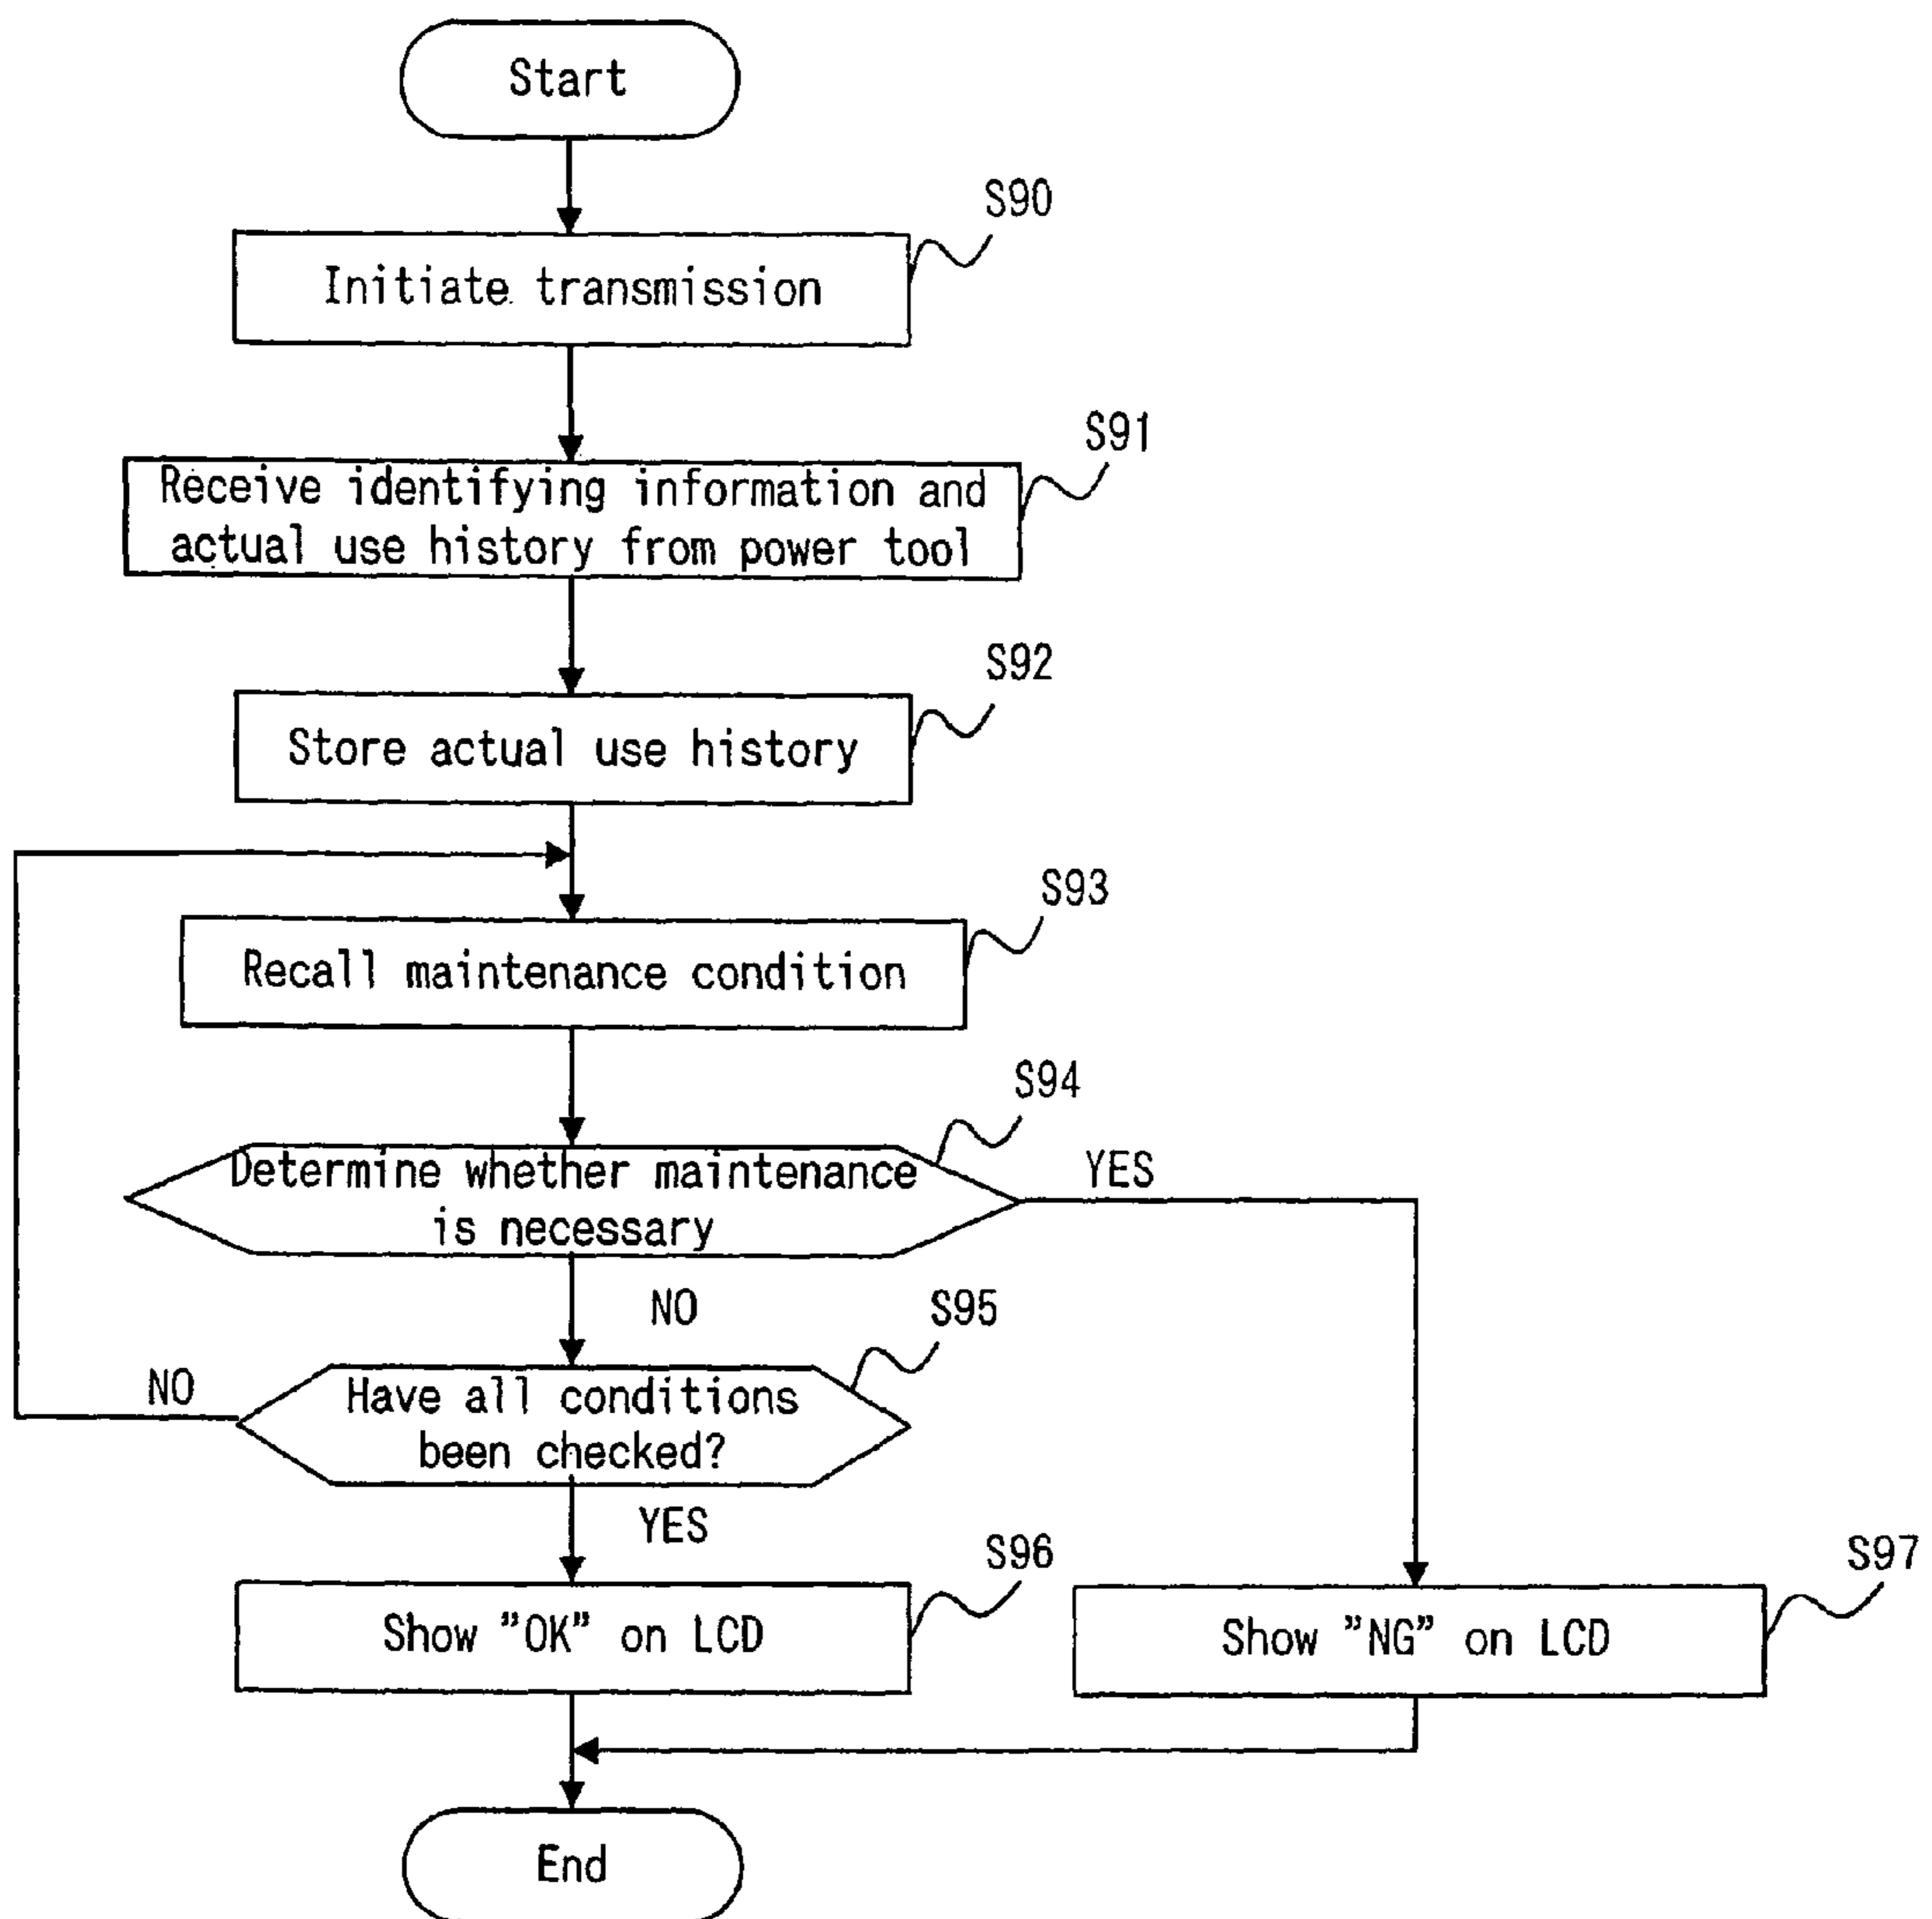 Start
S90
Initiate transmission
S91
Receive identifying information and
actual use history from power tool
S92
Store actual use history
S93
Recall maintenance condition
S94
Determine whether maintenance
is necessary
YES
NO
S95
Have all conditions
been checked?
NO
YES
S96
Show "OK" on LCD
S97
Show "NG" on LCD
End